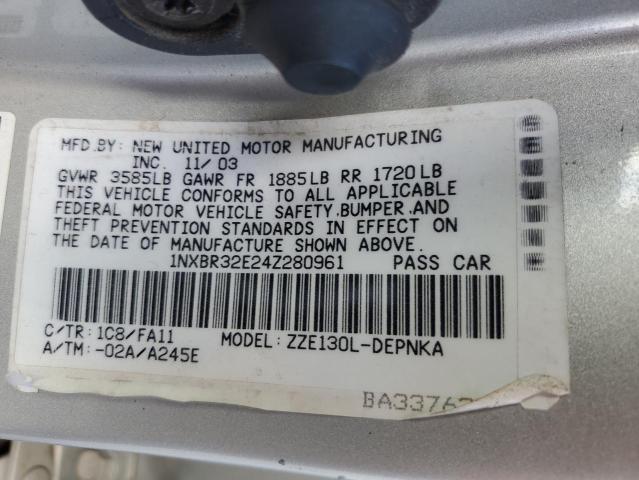 MFD.BY: NEW UNITED MOTOR MANUFACTURING
INC. 11/03
GVWR 3585LB GAWR FR 1885LB RR 1720LB
THIS VEHICLE CONFORMS TO ALL APPLICABLE
FEDERAL MOTOR VEHICLE SAFETY,BUMPER,AND
THEFT PREVENTION STANDARDS IN EFFECT ON
THE DATE OF MANUFACTURE SHOWN ABOVE.
1NXBR32E24Z280961 PASS CAR
C/TR: 1C8/FA11 MODEL: ZZE130L-DEPNKA
A/TM: -02A/A245E